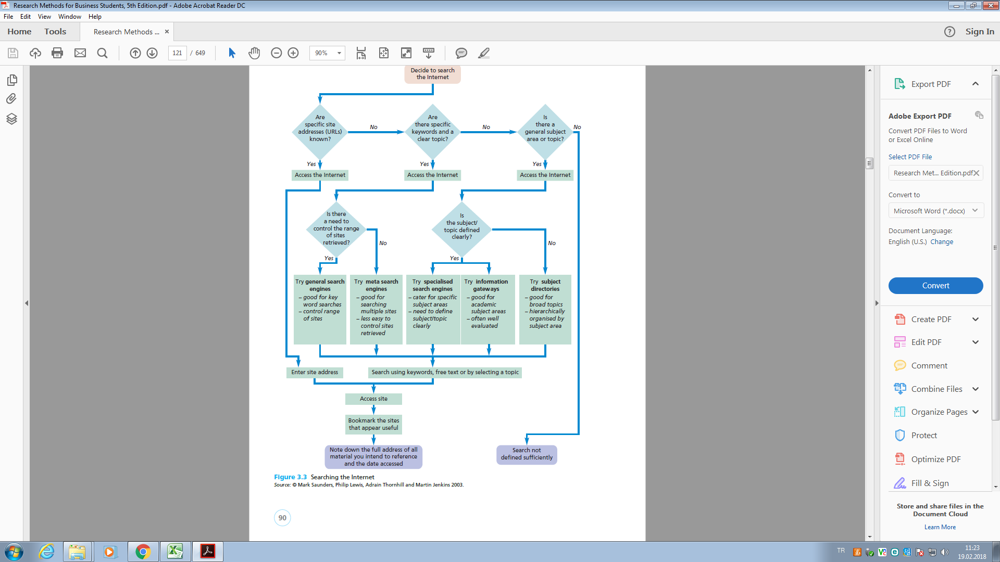 Research Methods for Business Students, 5th Edition.pdf - Adobe Acrobat Reader DC
File Edit View Window Help
Home Tools Research Methods ... × Sign In
121 / 649 90%
Decide to search
the Internet
Are
specific site
addresses (URLs)
known?
No
Are
there specific
keywords and a
clear topic?
No
Is
there a
general subject
area or topic?
No
Yes
Yes
Yes
Access the Internet
Access the Internet
Access the Internet
Is there
a need to
control the range
of sites
retrieved?
No
Yes
Is
the subject/
topic defined
clearly?
No
Yes
Try general search
engines
– good for key
word searches
– control range
of sites
Try meta search
engines
– good for
searching
multiple sites
– less easy to
control sites
retrieved
Try specialised
search engines
– cater for specific
subject areas
– need to define
subject/topic
clearly
Try information
gateways
– good for
academic
subject areas
– often well
evaluated
Try subject
directories
– good for
broad topics
– hierarchically
organised by
subject area
Enter site address
Search using keywords, free text or by selecting a topic
Access site
Bookmark the sites
that appear useful
Note down the full address of all
material you intend to reference
and the date accessed
Search not
defined sufficiently
Figure 3.3 Searching the Internet
Source: © Mark Saunders, Philip Lewis, Adrain Thornhill and Martin Jenkins 2003.
90
Export PDF
Adobe Export PDF
Convert PDF Files to Word
or Excel Online
Select PDF File
Research Met... Edition.pdf
Convert to
Microsoft Word (*.docx)
Document Language:
English (U.S.) Change
Convert
Create PDF
Edit PDF
Comment
Combine Files
Organize Pages
Protect
Optimize PDF
Fill & Sign
Store and share files in the
Document Cloud
Learn More
TR
11:23
19.02.2018